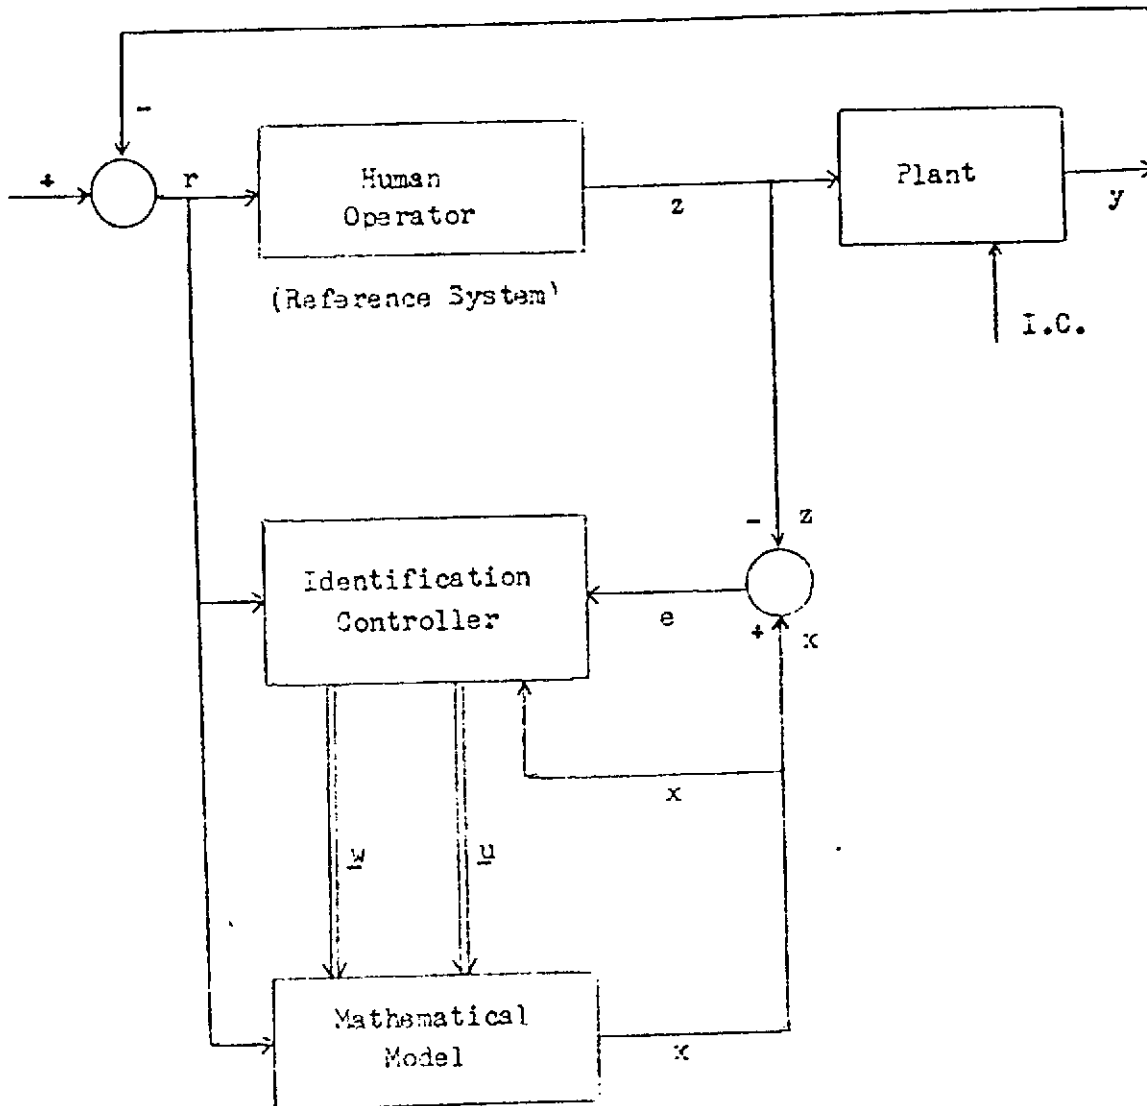 -
+
r
Human
Operator
z
Plant
y
(Reference System)
I.C.
- z
Identification
Controller
e
+
x
x
w
u
Mathematical
Model
x